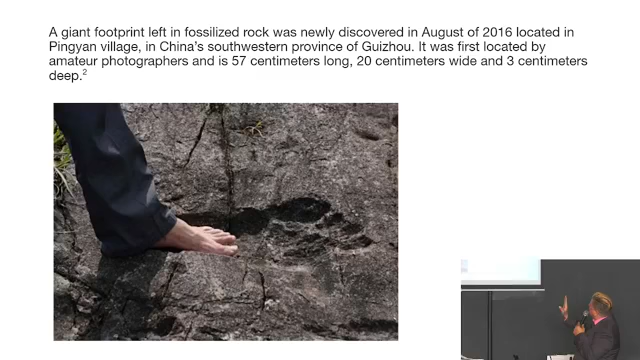 A giant footprint left in fossilized rock was newly discovered in August of 2016 located in
Pingyan village, in China's southwestern province of Guizhou. It was first located by
amateur photographers and is 57 centimeters long, 20 centimeters wide and 3 centimeters
deep.²